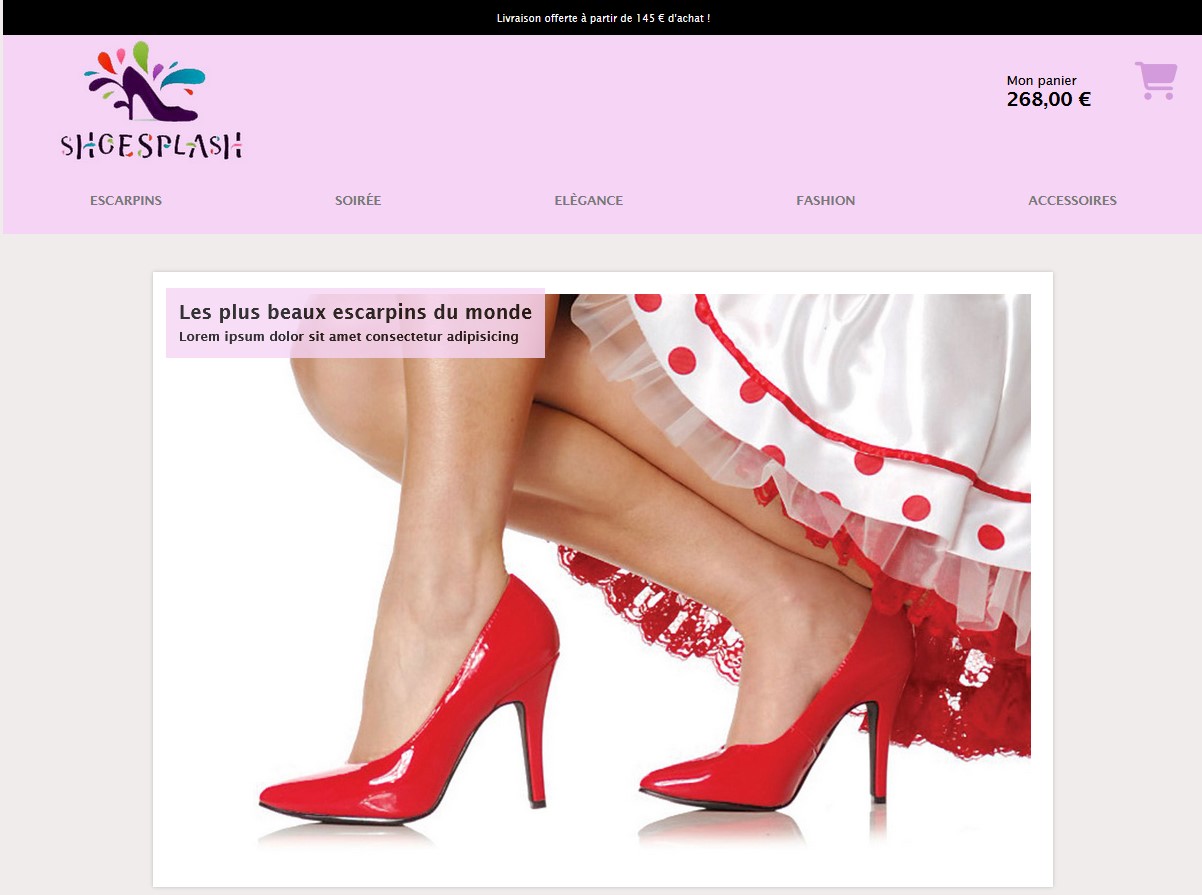 Livraison offerte à partir de 145 € d'achat !
SHOESPLASH
Mon panier
268,00 €
ESCARPINS
SOIRÉE
ELÈGANCE
FASHION
ACCESSOIRES
Les plus beaux escarpins du monde
Lorem ipsum dolor sit amet consectetur adipisicing